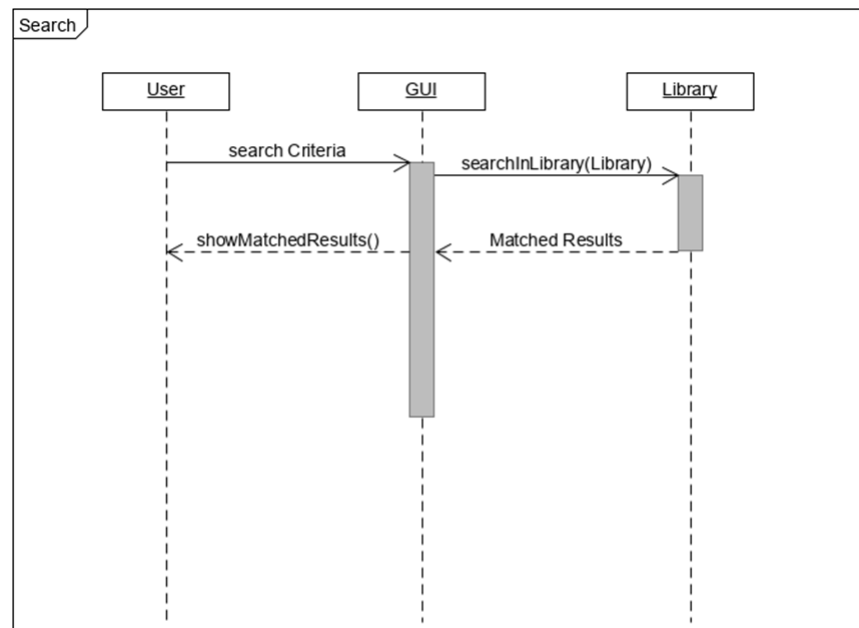 Search
User
GUI
Library
search Criteria
searchInLibrary(Library)
showMatchedResults()
Matched Results